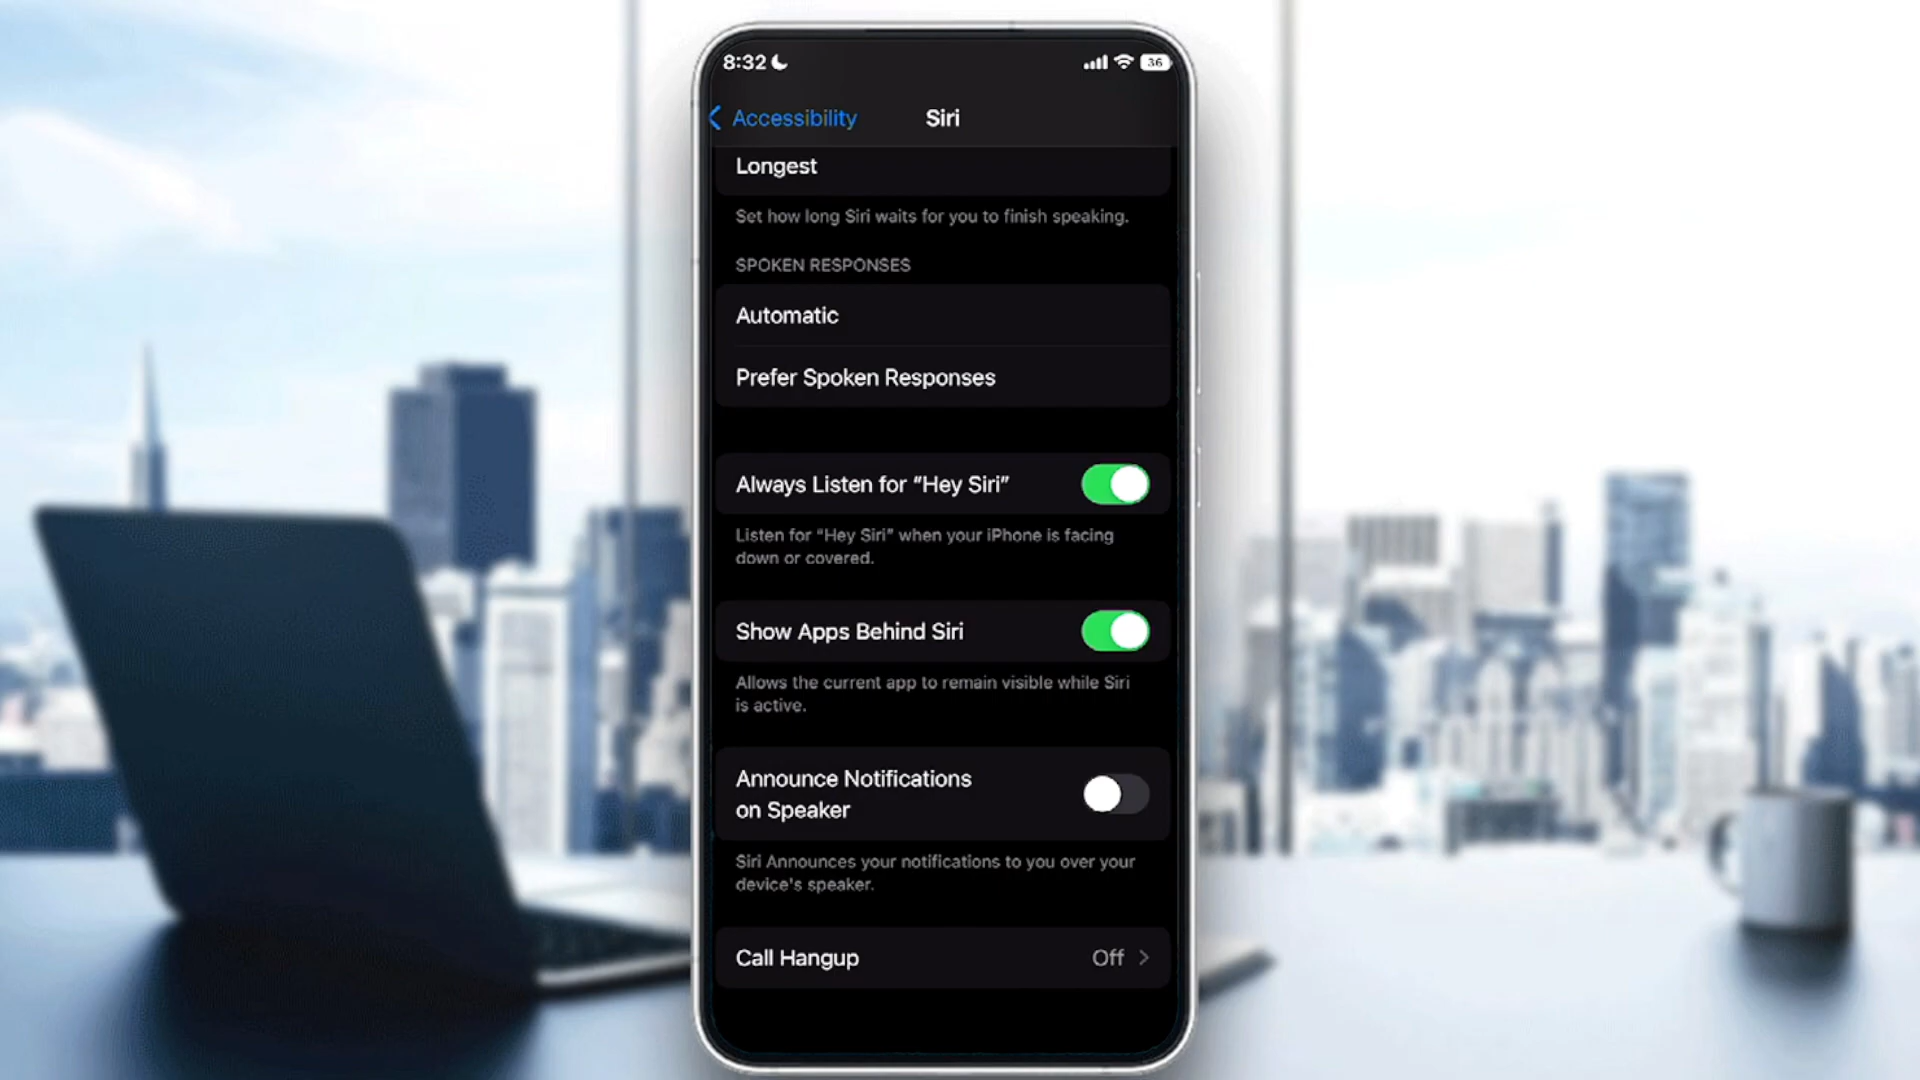 8:32
36
Accessibility
Siri
Longest
Set how long Siri waits for you to finish speaking.
SPOKEN RESPONSES
Automatic
Prefer Spoken Responses
Always Listen for “Hey Siri”
Listen for “Hey Siri” when your iPhone is facing
down or covered.
Show Apps Behind Siri
Allows the current app to remain visible while Siri
is active.
Announce Notifications
on Speaker
Siri Announces your notifications to you over your
device's speaker.
Call Hangup
Off